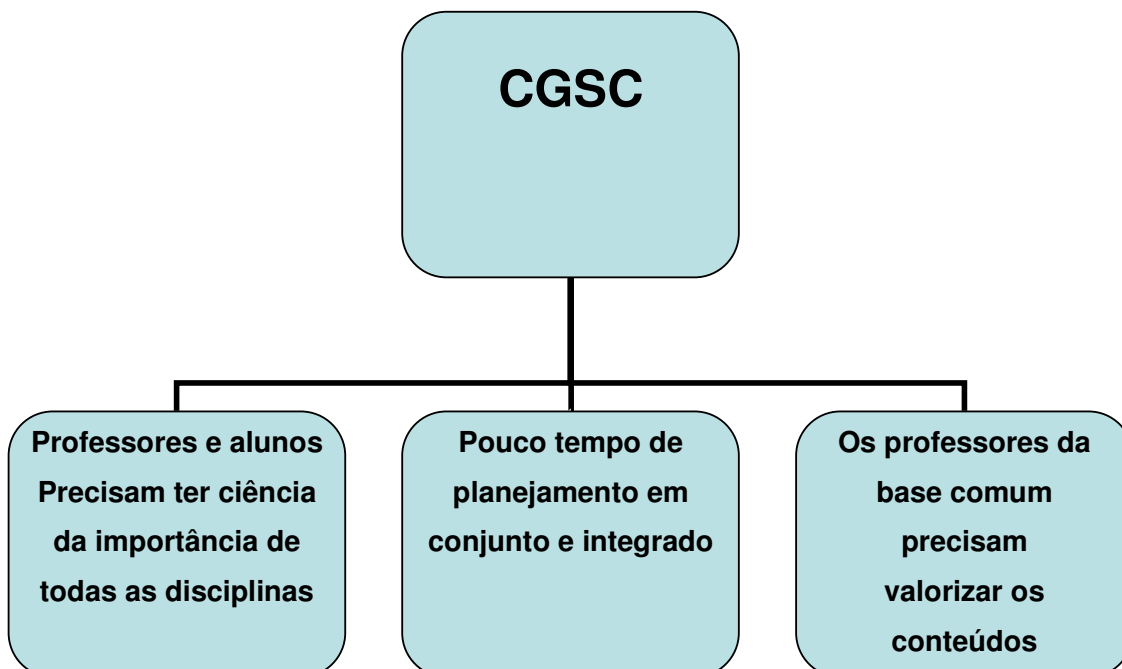 CGSC
Professores e alunos
Precisam ter ciência
da importância de
todas as disciplinas
Pouco tempo de
planejamento em
conjunto e integrado
Os professores da
base comum
precisam
valorizar os
conteúdos